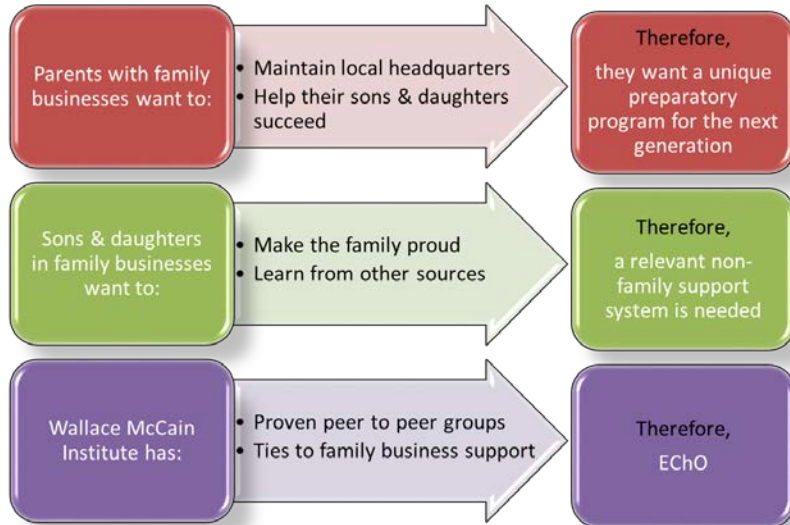 Parents with family
businesses want to:
• Maintain local headquarters
• Help their sons & daughters
succeed
Therefore,
they want a unique
preparatory
program for the next
generation
Sons & daughters
in family businesses
want to:
• Make the family proud
• Learn from other sources
Therefore,
a relevant non-
family support
system is needed
Wallace McCain
Institute has:
• Proven peer to peer groups
• Ties to family business support
Therefore,
EChO